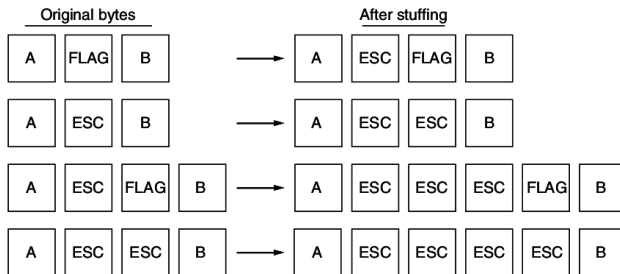 Original bytes After stuffing
A FLAG B A ESC FLAG B
A ESC B A ESC ESC B
A ESC FLAG B A ESC ESC ESC FLAG B
A ESC ESC B A ESC ESC ESC ESC B